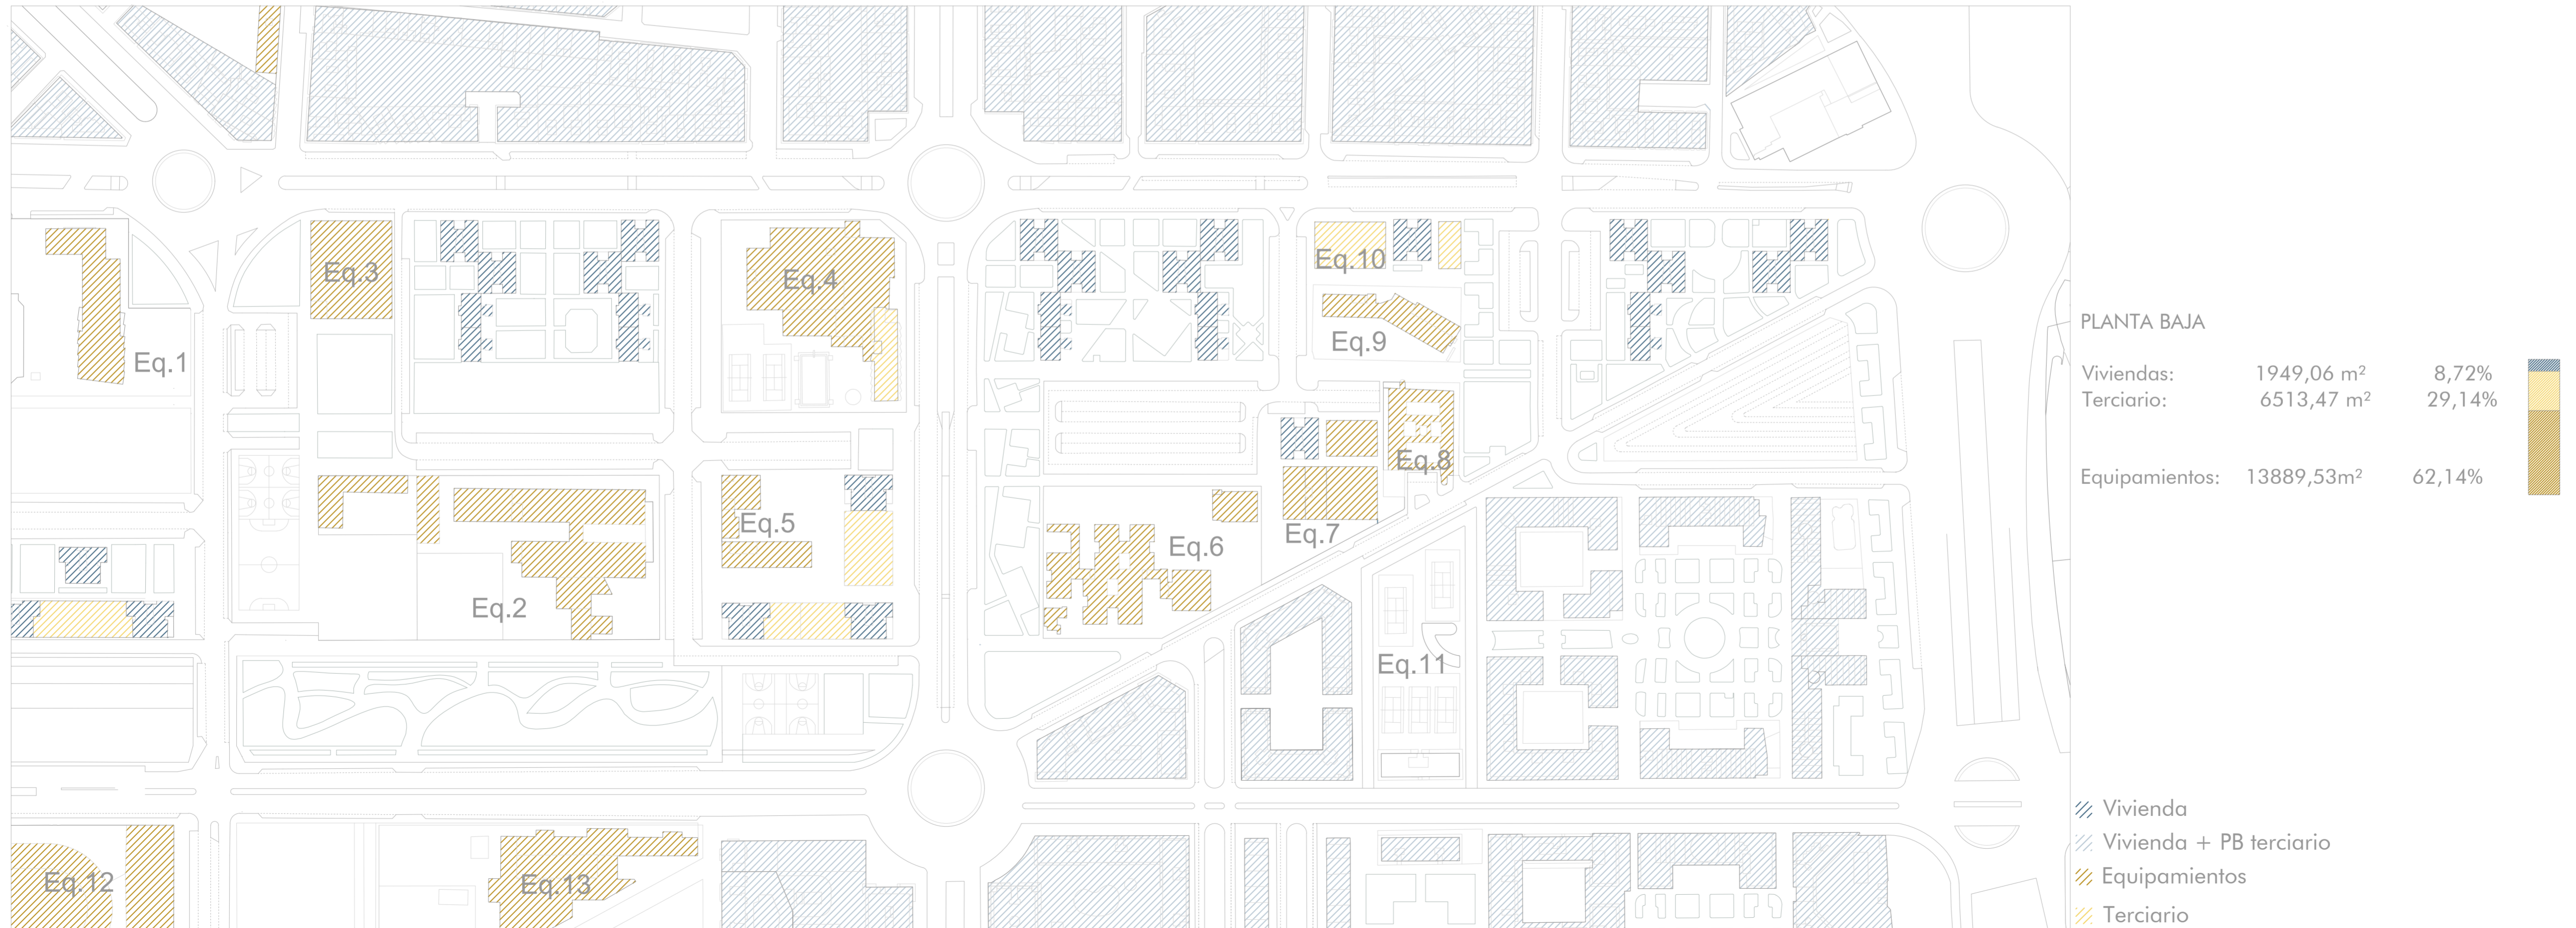 Eq.3
Eq.4
Eq.10
Eq.1
Eq.9
Eq.8
Eq.5
Eq.7
Eq.6
Eq.2
Eq.11
Eq.12
Eq.13
PLANTA BAJA
Viviendas: 1949,06 m² 8,72%
Terciario: 6513,47 m² 29,14%
Equipamientos: 13889,53m² 62,14%
Vivienda
Vivienda + PB terciario
Equipamientos
Terciario